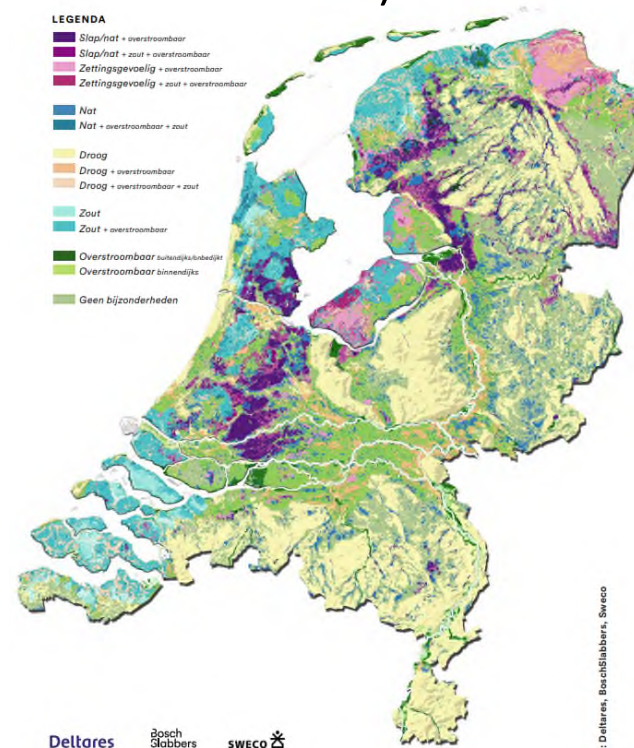 LEGENDA
Slap/nat + overstroombaar
Slap/nat + zout + overstroombaar
Zettingsgevoelig + overstroombaar
Zettingsgevoelig + zout + overstroombaar
Nat
Nat + overstroombaar + zout
Droog
Droog + overstroombaar
Droog + overstroombaar + zout
Zout
Zout + overstroombaar
Overstroombaar buitendijks/onbedijkt
Overstroombaar binnendijks
Geen bijzonderheden
: Deltares, BoschSlabbers, Sweco
Deltares
Bosch
Slabbers
SWECO